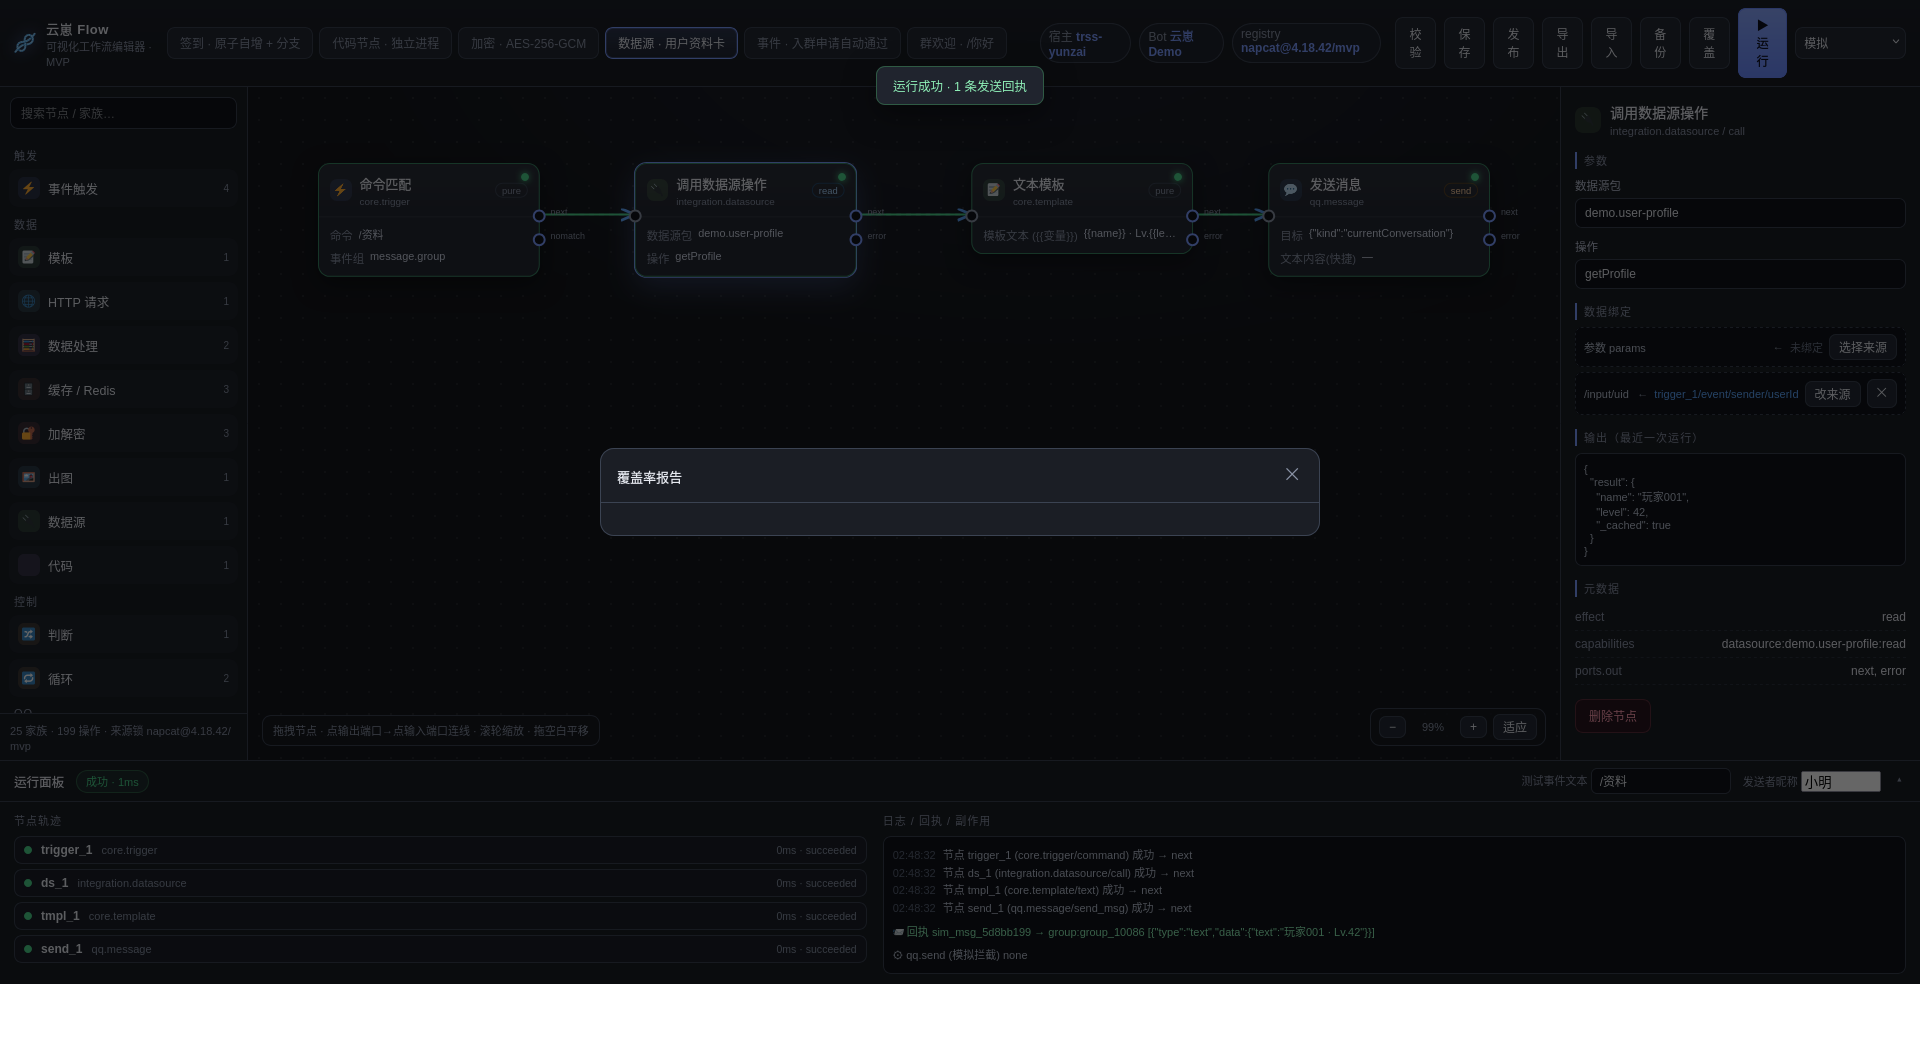 云崽 Flow
可视化工作流编辑器 ·
MVP
签到 · 原子自增 + 分支
代码节点 · 独立进程
加密 · AES-256-GCM
数据源 · 用户资料卡
事件 · 入群申请自动通过
群欢迎 · /你好
宿主 trss-
yunzai
Bot 云崽
Demo
registry
napcat@4.18.42/mvp
校
验
保
存
发
布
导
出
导
入
备
份
覆
盖
▶
运
行
模拟
运行成功 · 1 条发送回执
搜索节点 / 家族…
触发
事件触发 4
数据
模板 1
HTTP 请求 1
数据处理 2
缓存 / Redis 3
加解密 3
出图 1
数据源 1
代码 1
控制
判断 1
循环 2
QQ
25 家族 · 199 操作 · 来源锁 napcat@4.18.42/
mvp
命令匹配
core.trigger
pure
next
nomatch
命令 /资料
事件组 message.group
调用数据源操作
integration.datasource
read
next
error
数据源包 demo.user-profile
操作 getProfile
文本模板
core.template
pure
next
error
模板文本 ({{变量}}) {{name}} · Lv.{{le…
发送消息
qq.message
send
next
error
目标 {"kind":"currentConversation"}
文本内容(快捷) —
覆盖率报告
拖拽节点 · 点输出端口→点输入端口连线 · 滚轮缩放 · 拖空白平移
− 99% + 适应
调用数据源操作
integration.datasource / call
参数
数据源包
demo.user-profile
操作
getProfile
数据绑定
参数 params ← 未绑定 选择来源
/input/uid ← trigger_1/event/sender/userId 改来源
输出（最近一次运行）
{
"result": {
"name": "玩家001",
"level": 42,
"_cached": true
}
}
元数据
effect read
capabilities datasource:demo.user-profile:read
ports.out next, error
删除节点
运行面板 成功 · 1ms
测试事件文本 /资料 发送者昵称 小明
节点轨迹
trigger_1 core.trigger 0ms · succeeded
ds_1 integration.datasource 0ms · succeeded
tmpl_1 core.template 0ms · succeeded
send_1 qq.message 0ms · succeeded
日志 / 回执 / 副作用
02:48:32 节点 trigger_1 (core.trigger/command) 成功 → next
02:48:32 节点 ds_1 (integration.datasource/call) 成功 → next
02:48:32 节点 tmpl_1 (core.template/text) 成功 → next
02:48:32 节点 send_1 (qq.message/send_msg) 成功 → next
回执 sim_msg_5d8bb199 → group:group_10086 [{"type":"text","data":{"text":"玩家001 · Lv.42"}}]
qq.send (模拟拦截) none